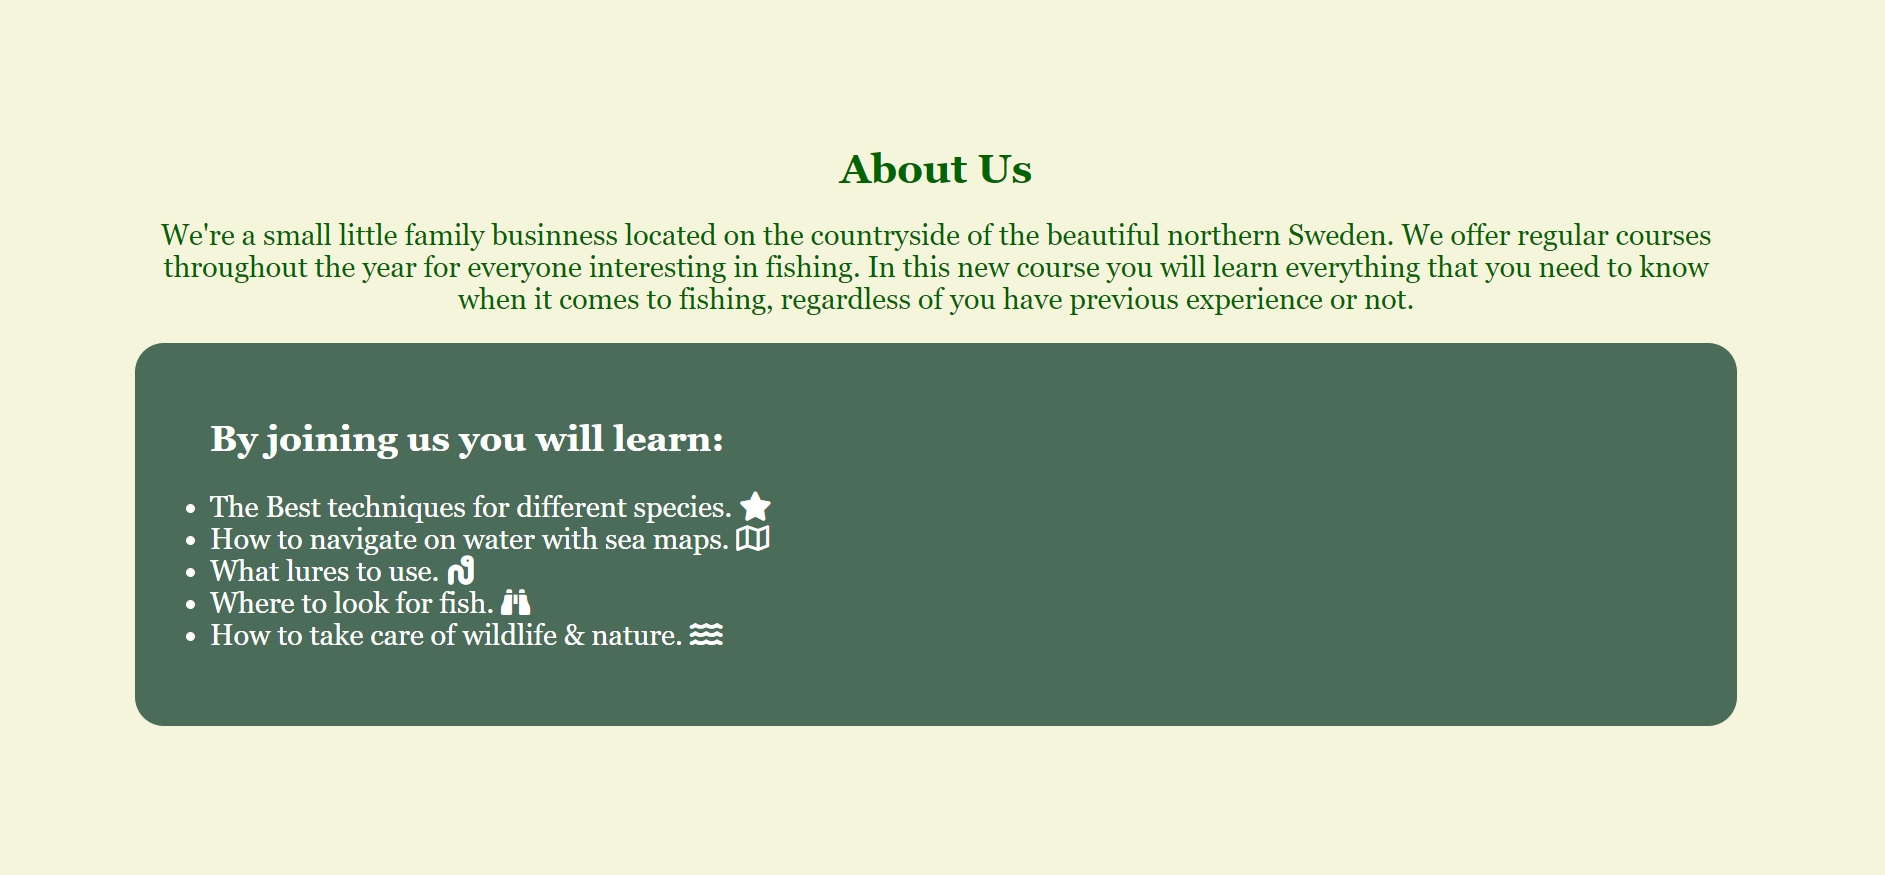 About Us
We're a small little family businness located on the countryside of the beautiful northern Sweden. We offer regular courses
throughout the year for everyone interesting in fishing. In this new course you will learn everything that you need to know
when it comes to fishing, regardless of you have previous experience or not.
By joining us you will learn:
• The Best techniques for different species.
• How to navigate on water with sea maps.
• What lures to use.
• Where to look for fish.
• How to take care of wildlife & nature.